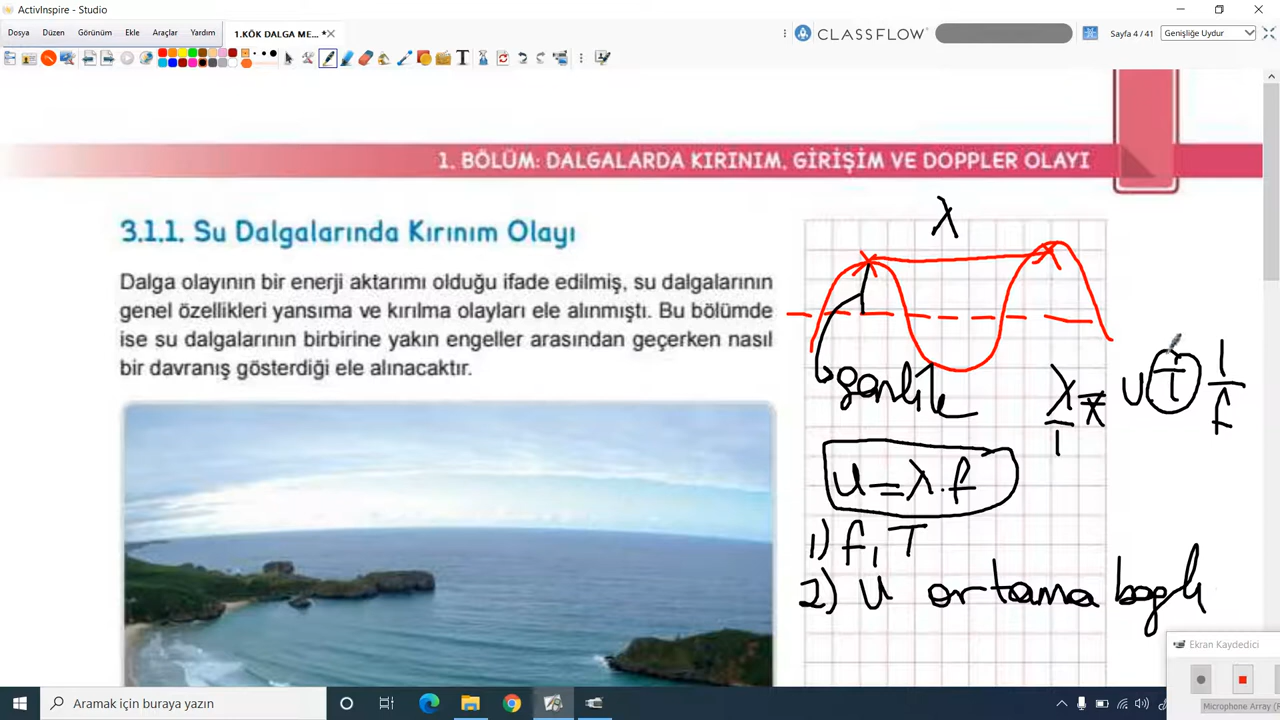 ActivInspire - Studio
Dosya Düzen Görünüm Ekle Araçlar Yardım
1.KÖK DALGA ME... *
CLASSFLOW
Sayfa 4 / 41
Genişliğe Uydur
1. BÖLÜM: DALGALARDA KIRINIM, GİRİŞİM VE DOPPLER OLAYI
3.1.1. Su Dalgalarında Kırınım Olayı
Dalga olayının bir enerji aktarımı olduğu ifade edilmiş, su dalgalarının
genel özellikleri yansıma ve kırılma olayları ele alınmıştı. Bu bölümde
ise su dalgalarının birbirine yakın engeller arasından geçerken nasıl
bir davranış gösterdiği ele alınacaktır.
λ
genlik
λ/1 = υ T 1/f
υ = λ.f
1) f, T
2) υ ortama bağlı
Ekran Kaydedici
Microphone Array (R
Aramak için buraya yazın